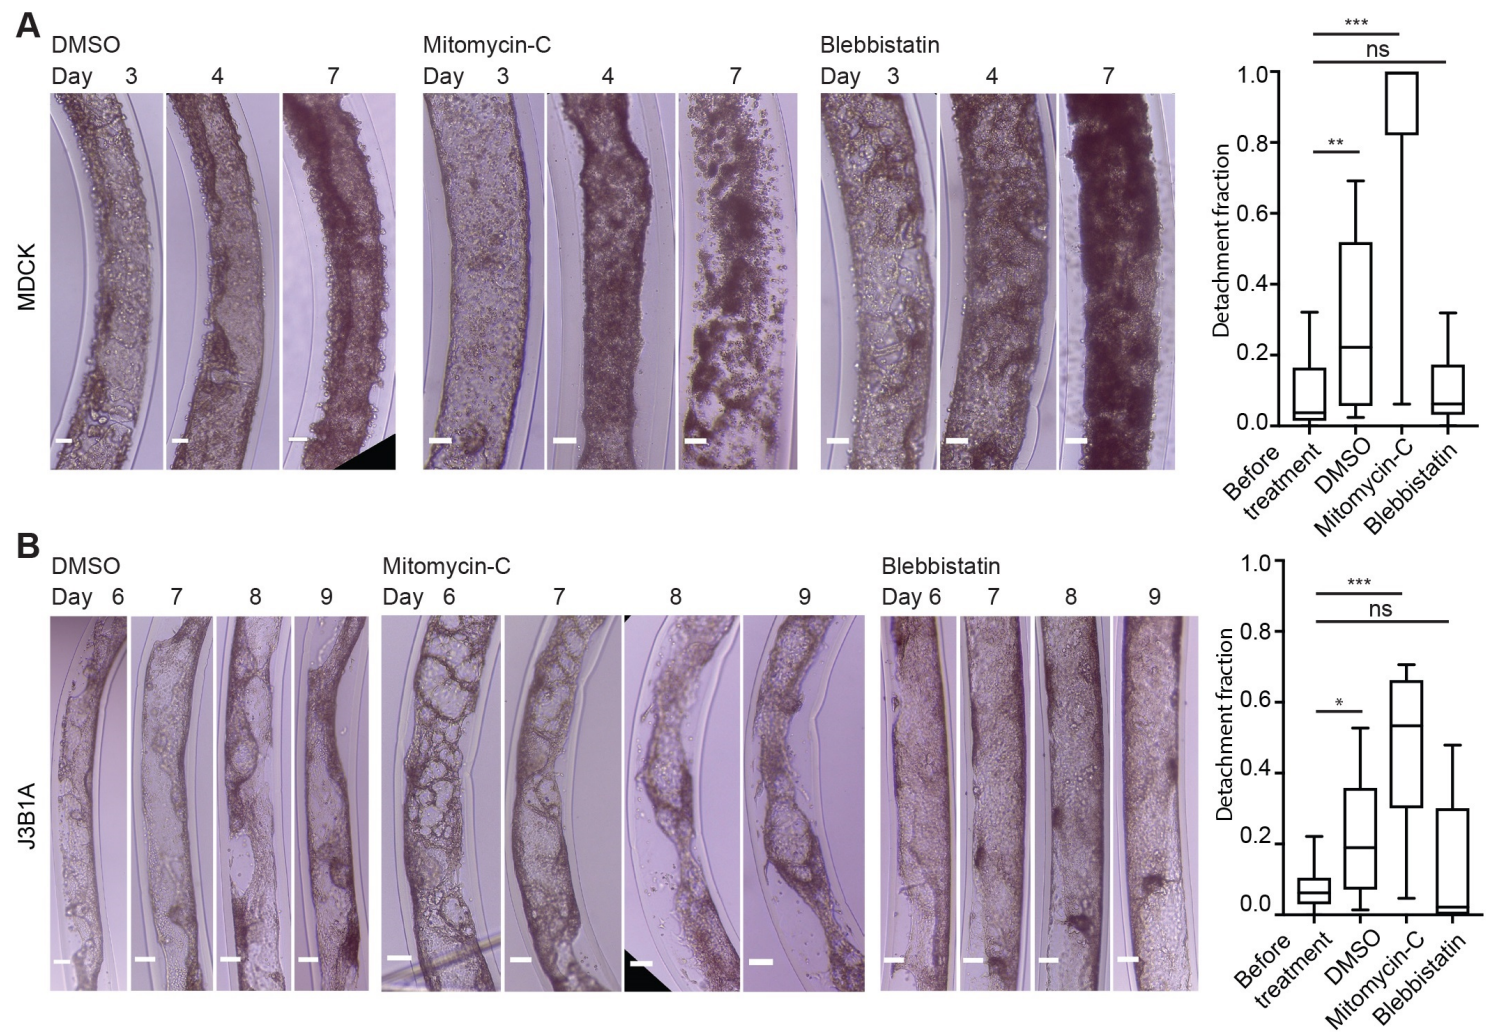 A
DMSO
Day 3 4 7
Mitomycin-C
Day 3 4 7
Blebbistatin
Day 3 4 7
MDCK
***
ns
**
1.0
0.8
0.6
0.4
0.2
0.0
Detachment fraction
Before
treatment
DMSO
Mitomycin-C
Blebbistatin
B
DMSO
Day 6 7 8 9
Mitomycin-C
Day 6 7 8 9
Blebbistatin
Day 6 7 8 9
J3B1A
***
ns
*
1.0
0.8
0.6
0.4
0.2
0.0
Detachment fraction
Before
treatment
DMSO
Mitomycin-C
Blebbistatin